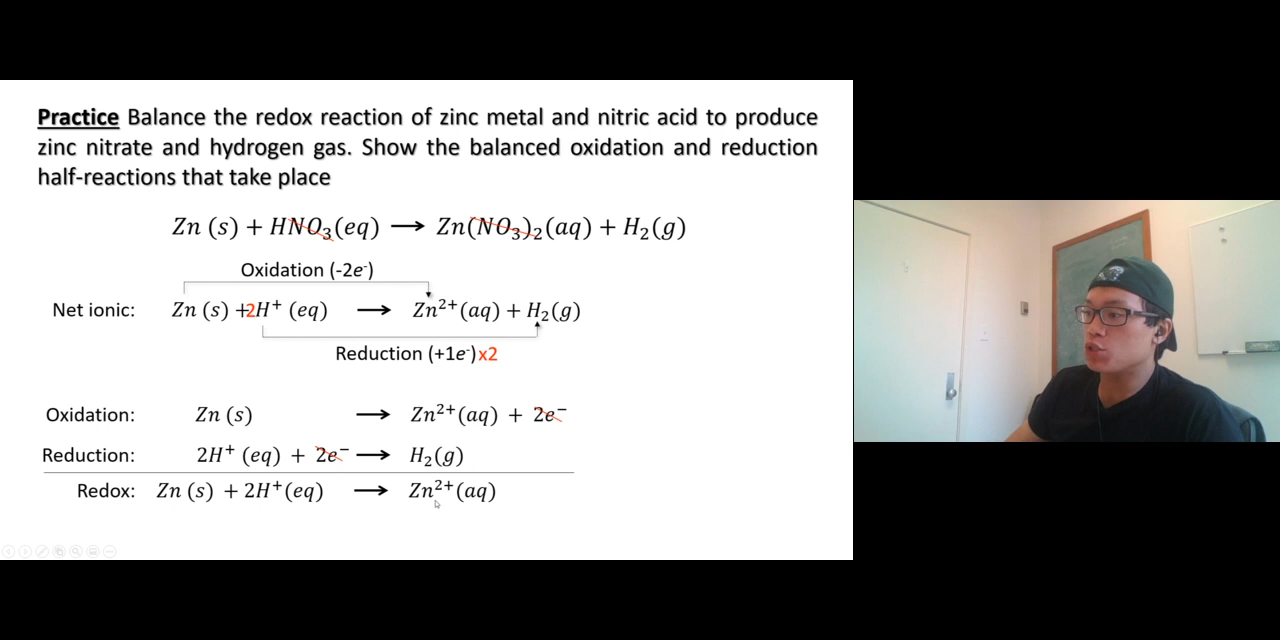 Practice Balance the redox reaction of zinc metal and nitric acid to produce
zinc nitrate and hydrogen gas. Show the balanced oxidation and reduction
half-reactions that take place
Zn (s) + HNO₃(eq) ⟶ Zn(NO₃)₂(aq) + H₂(g)
Oxidation (-2e⁻)
Net ionic: Zn (s) +2H⁺ (eq) ⟶ Zn²⁺(aq) + H₂(g)
Reduction (+1e⁻)x2
Oxidation: Zn (s) ⟶ Zn²⁺(aq) + 2e⁻
Reduction: 2H⁺ (eq) + 2e⁻ ⟶ H₂(g)
Redox: Zn (s) + 2H⁺(eq) ⟶ Zn²⁺(aq)